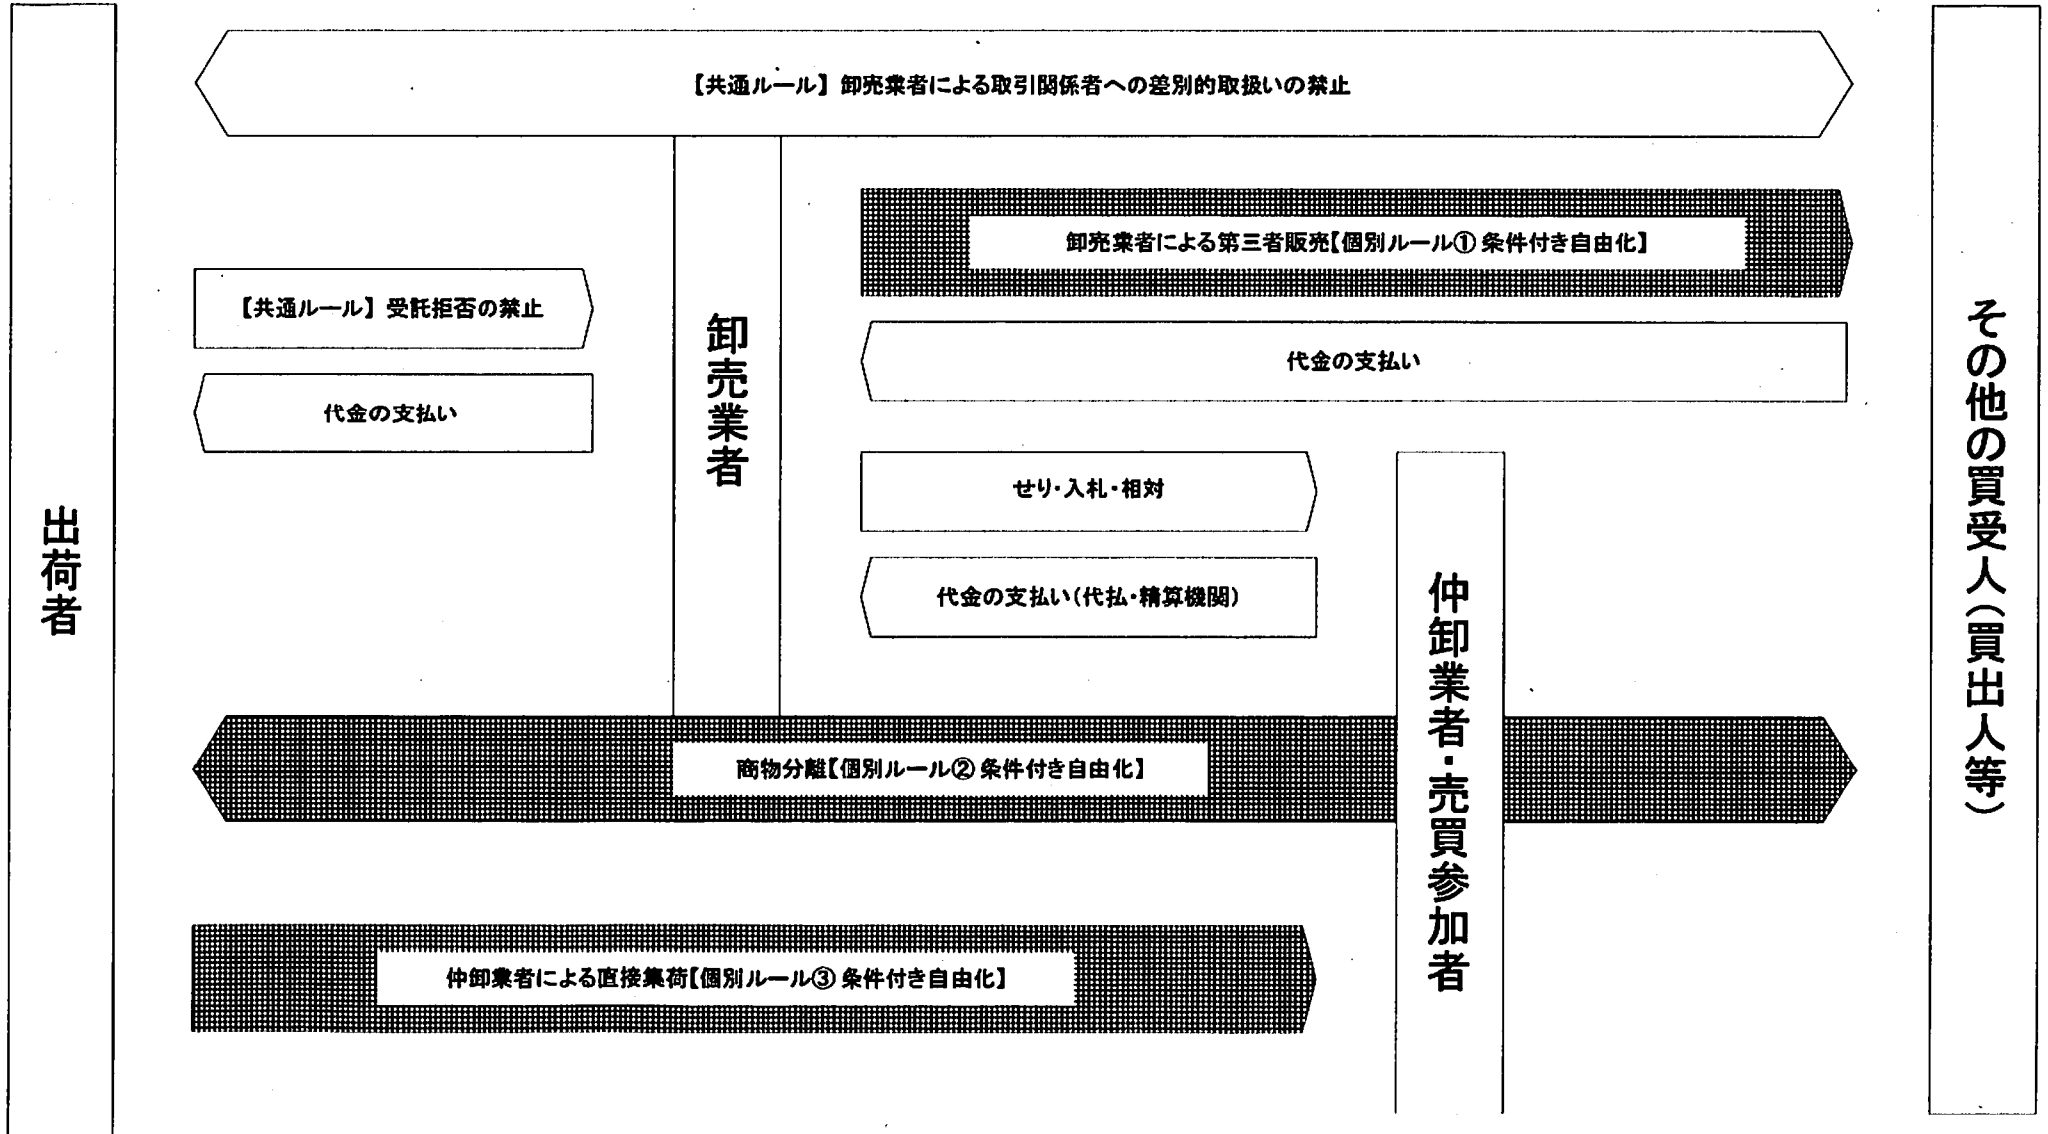 【共通ルール】卸売業者による取引関係者への差別的取扱いの禁止
卸売業者による第三者販売【個別ルール① 条件付き自由化】
【共通ルール】受託拒否の禁止
代金の支払い
代金の支払い
せり・入札・相対
代金の支払い(代払・精算機関)
商物分離【個別ルール② 条件付き自由化】
仲卸業者による直接集荷【個別ルール③ 条件付き自由化】
出荷者
卸売業者
仲卸業者・売買参加者
その他の買受人(買出人等)